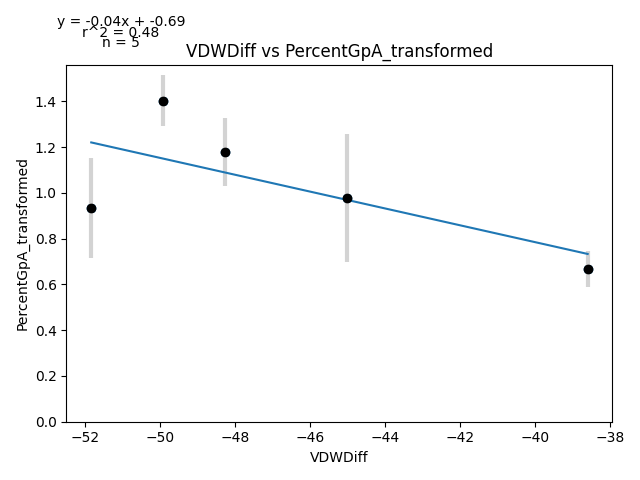 y = -0.04x + -0.69
r^2 = 0.48
n = 5
VDWDiff vs PercentGpA_transformed
PercentGpA_transformed
1.4
1.2
1.0
0.8
0.6
0.4
0.2
0.0
−52 −50 −48 −46 −44 −42 −40 −38
VDWDiff